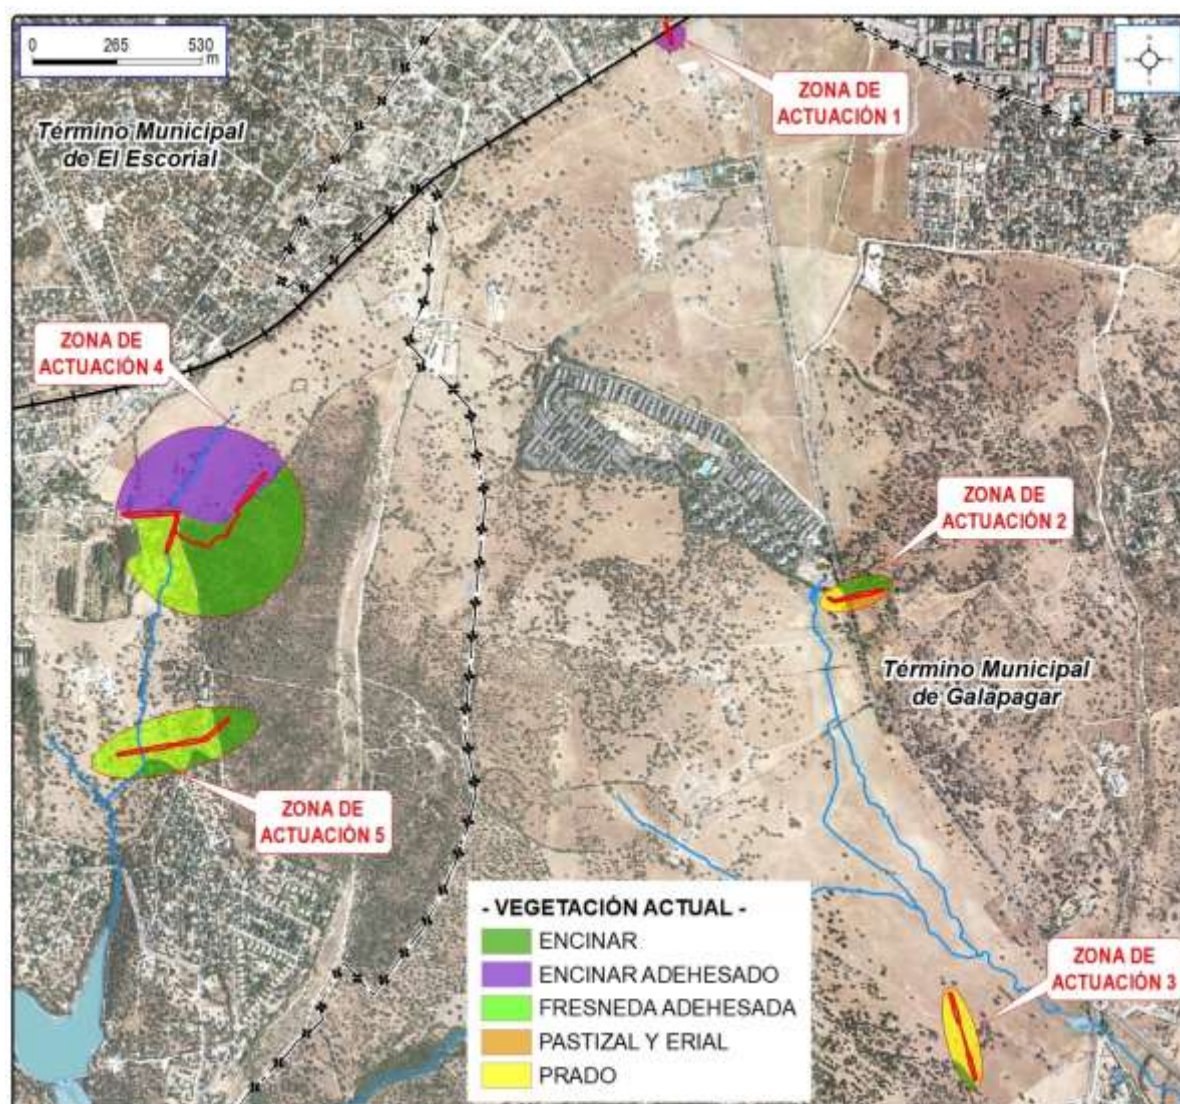 0 265 530
m
ZONA DE
ACTUACIÓN 1
Término Municipal
de El Escorial
ZONA DE
ACTUACIÓN 4
ZONA DE
ACTUACIÓN 2
Término Municipal
de Galapagar
ZONA DE
ACTUACIÓN 5
- VEGETACIÓN ACTUAL -
ENCINAR
ENCINAR ADEHESADO
FRESNEDA ADEHESADA
PASTIZAL Y ERIAL
PRADO
ZONA DE
ACTUACIÓN 3